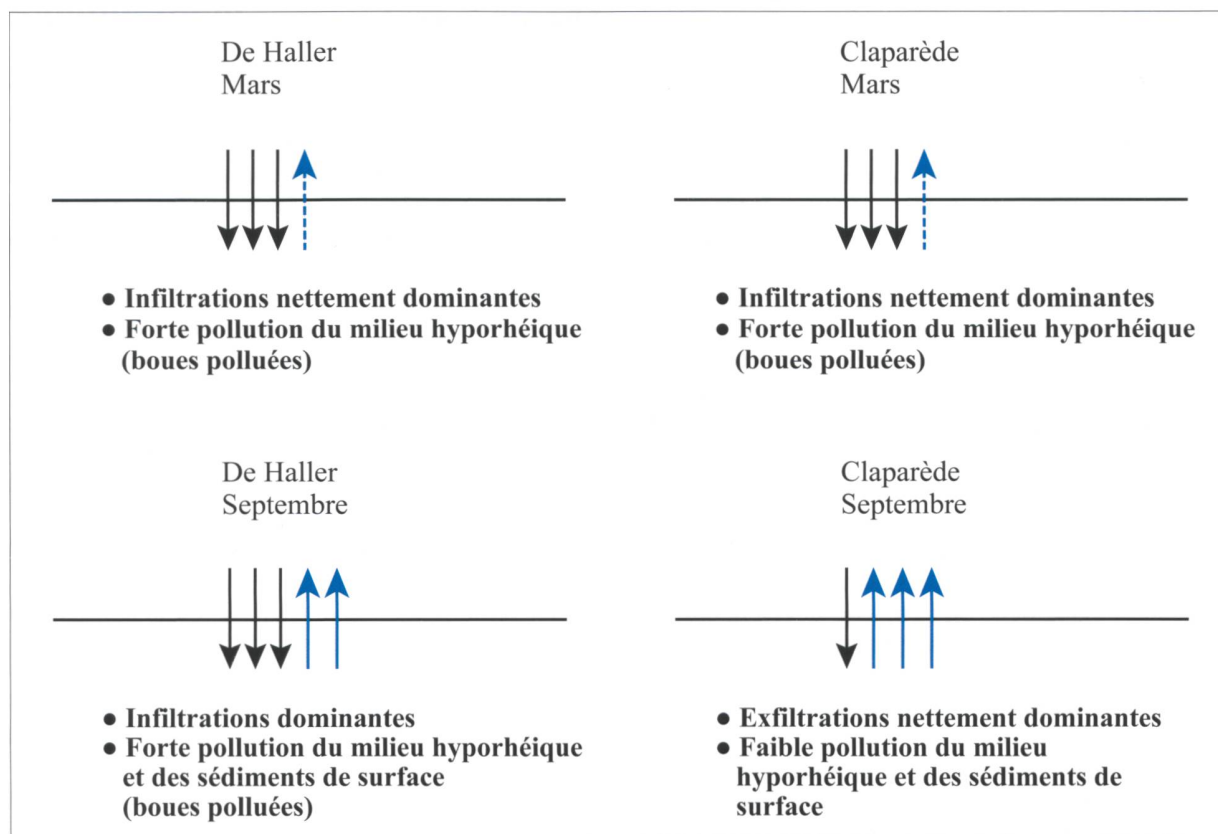 De Haller
Mars
● Infiltrations nettement dominantes
● Forte pollution du milieu hyporhéique
(boues polluées)
Claparède
Mars
● Infiltrations nettement dominantes
● Forte pollution du milieu hyporhéique
(boues polluées)
De Haller
Septembre
● Infiltrations dominantes
● Forte pollution du milieu hyporhéique
et des sédiments de surface
(boues polluées)
Claparède
Septembre
● Exfiltrations nettement dominantes
● Faible pollution du milieu
hyporhéique et des sédiments de
surface